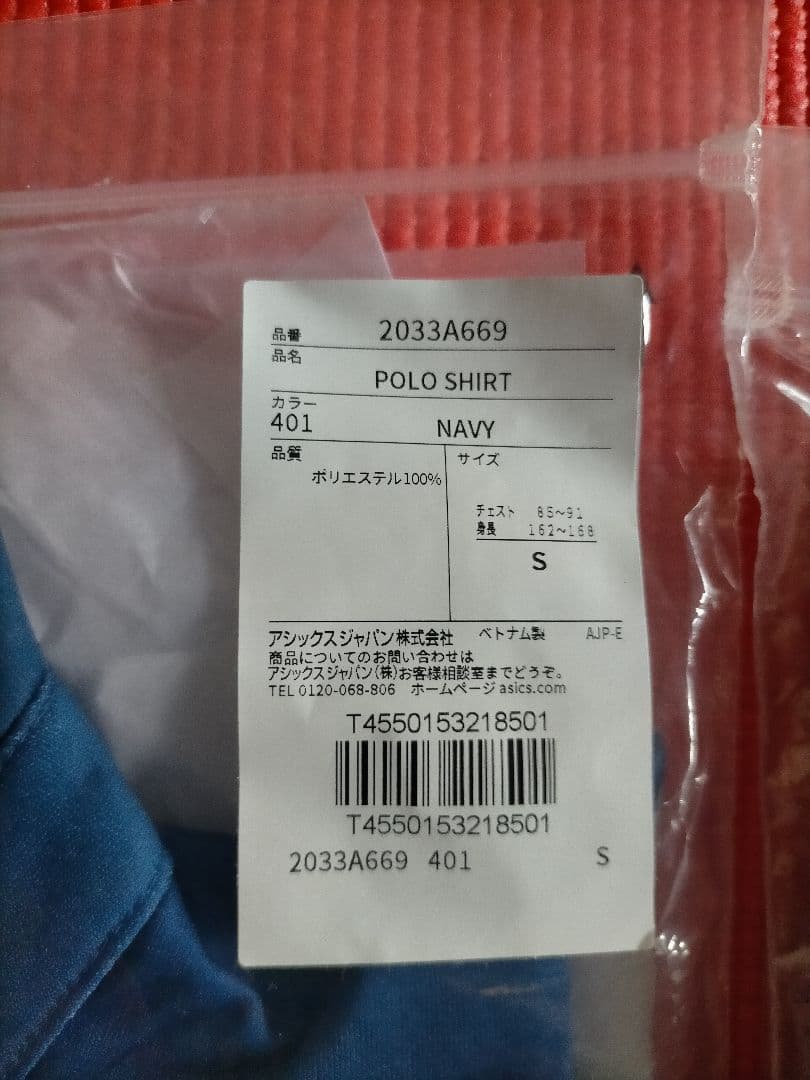 品番 2033A669
品名
POLO SHIRT
カラー
401 NAVY
品質 サイズ
ポリエステル100%
チェスト 85~91
身長 162~168
S
アシックスジャパン株式会社 ベトナム製 AJP-E
商品についてのお問い合わせは
アシックスジャパン(株)お客様相談室までどうぞ。
TEL 0120-068-806 ホームページ asics.com
T4550153218501
T4550153218501
2033A669 401 S